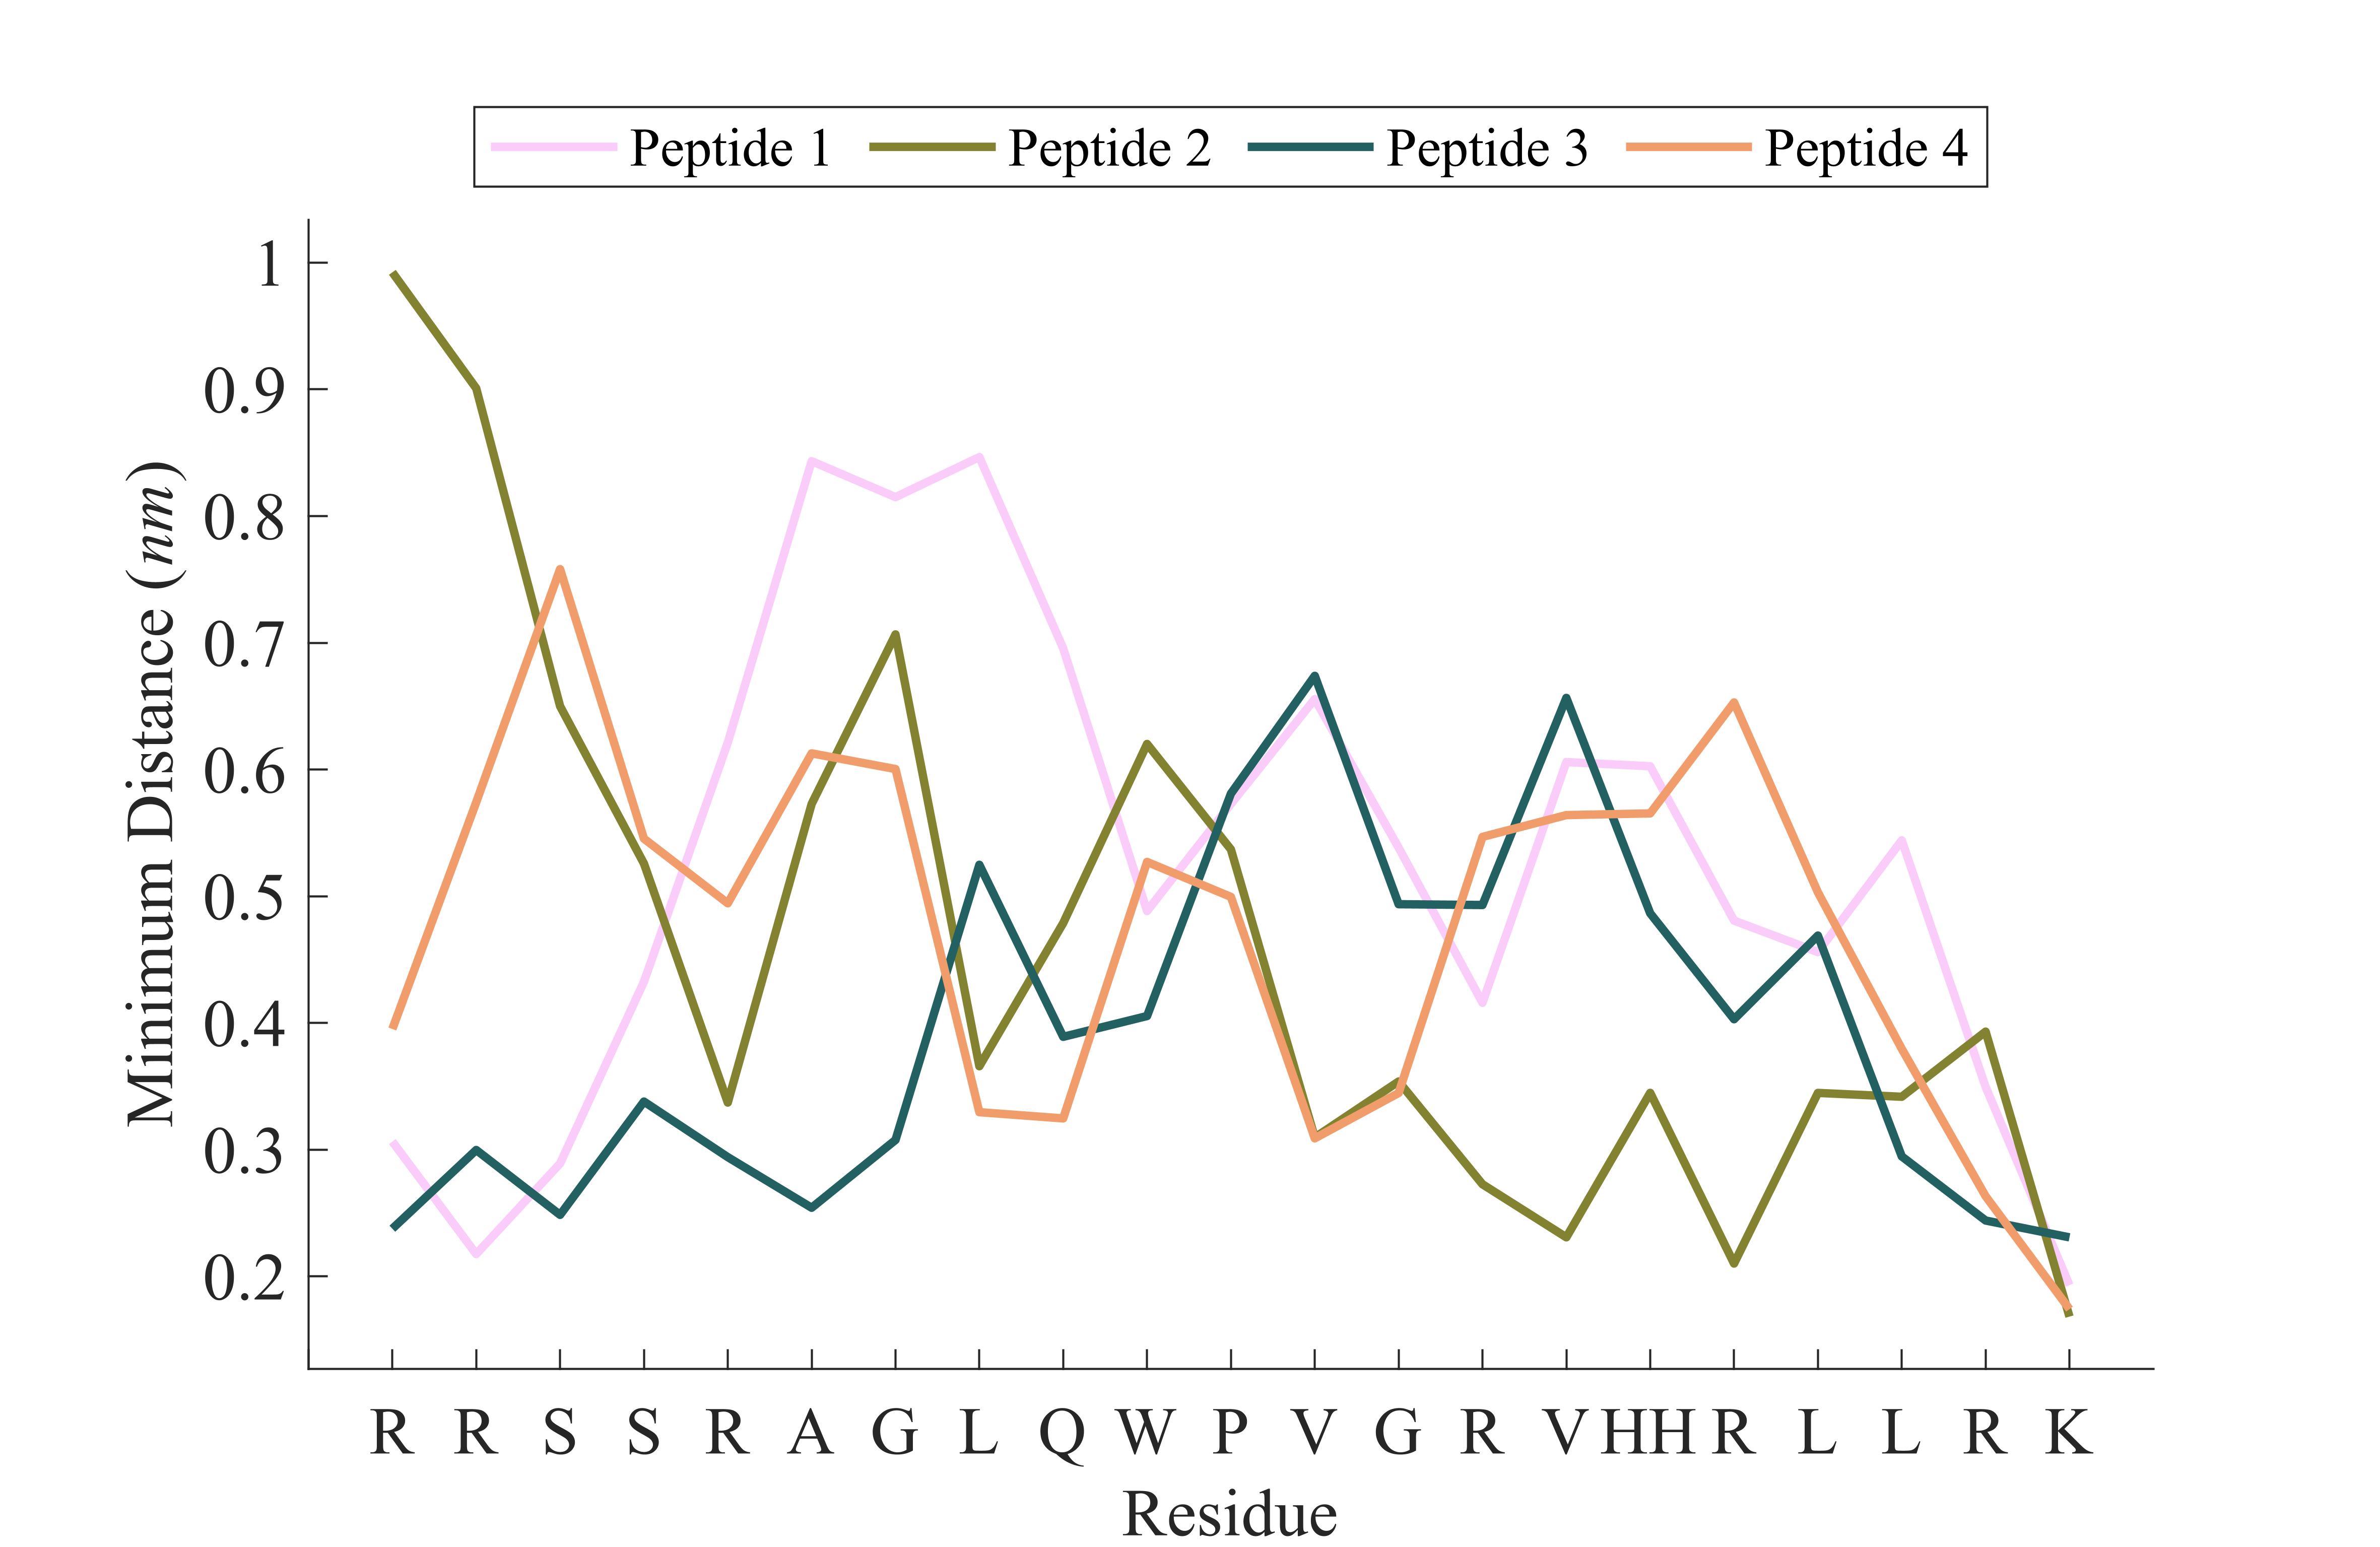 Peptide 1 Peptide 2 Peptide 3 Peptide 4
1
0.9
0.8
0.7
0.6
0.5
0.4
0.3
0.2
Minimum Distance (nm)
R R S S R A G L Q W P V G R V HH R L L R K
Residue